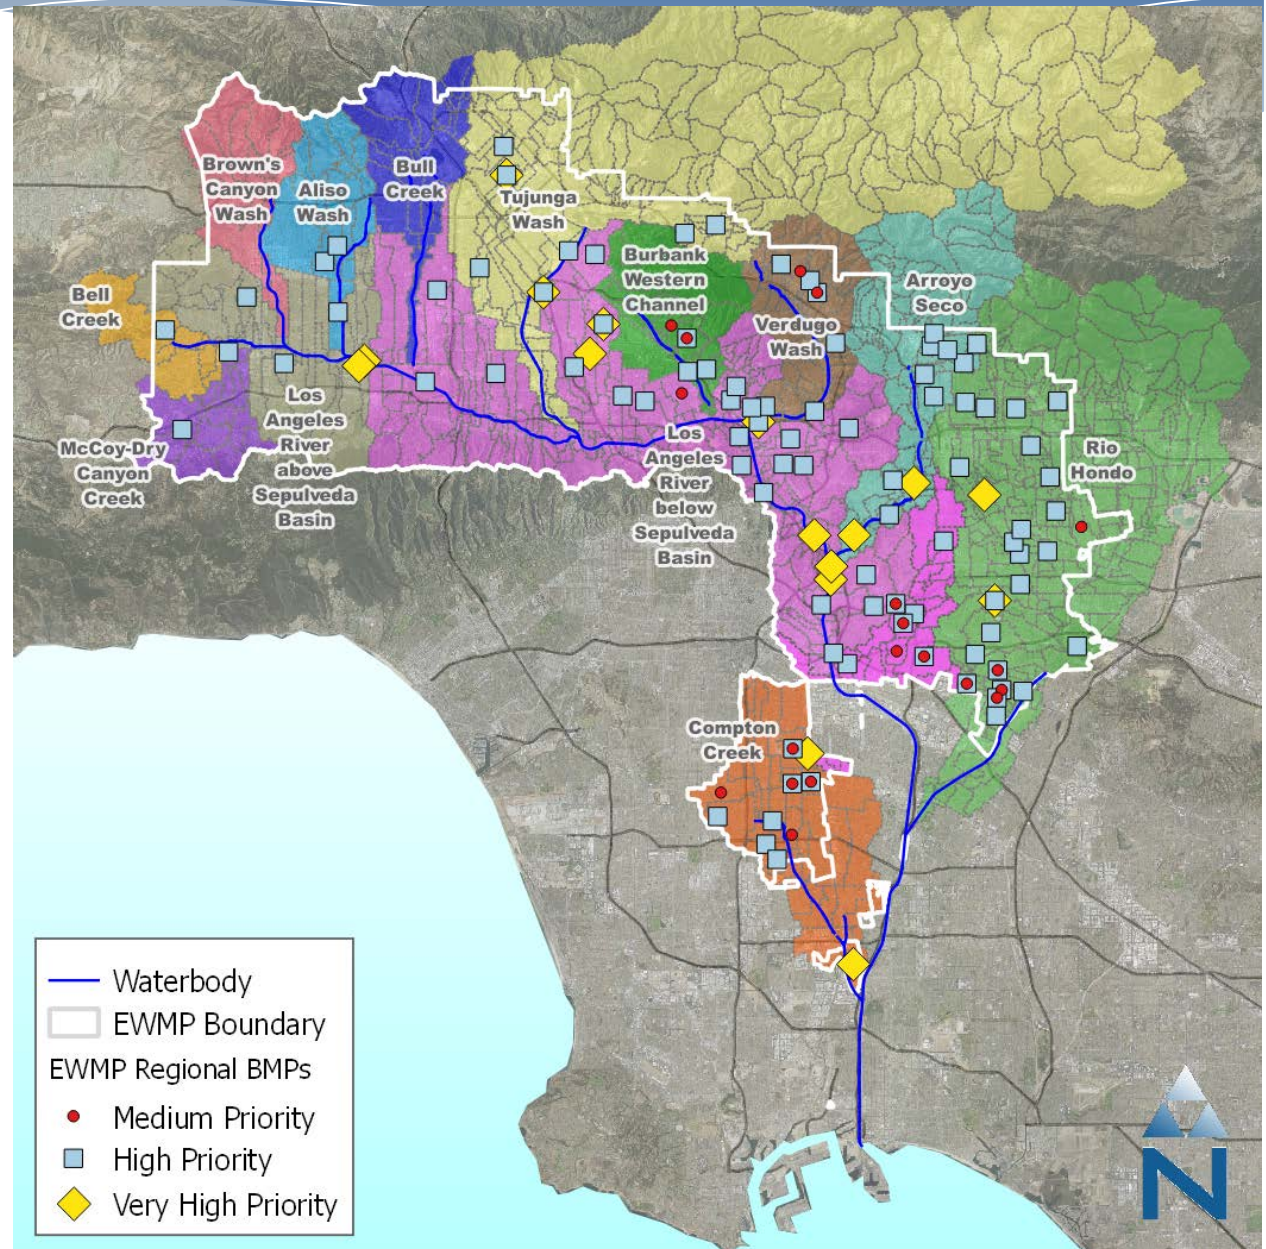 Brown's
Canyon
Wash
Aliso
Wash
Bull
Creek
Tujunga
Wash
Burbank
Western
Channel
Verdugo
Wash
Arroyo
Seco
Bell
Creek
McCoy-Dry
Canyon
Creek
Los
Angeles
River
above
Sepulveda
Basin
Los
Angeles
River
below
Sepulveda
Basin
Rio
Hondo
Compton
Creek
Waterbody
EWMP Boundary
EWMP Regional BMPs
Medium Priority
High Priority
Very High Priority
N